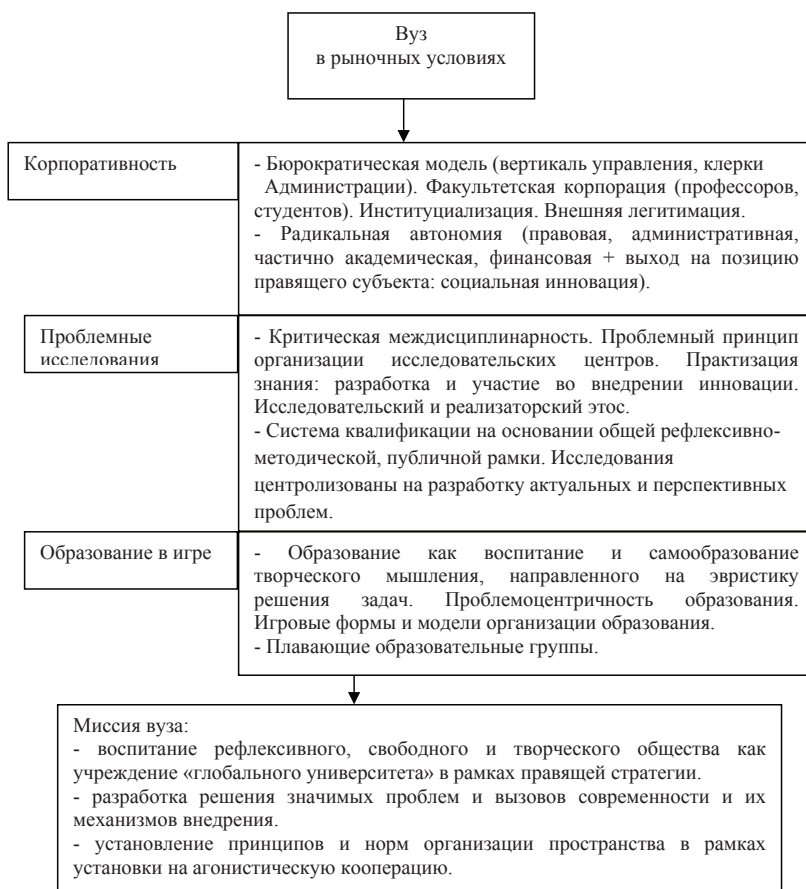 Вуз
в рыночных условиях
Корпоративность
- Бюрократическая модель (вертикаль управления, клерки
Администрации). Факультетская корпорация (профессоров,
студентов). Институциализация. Внешняя легитимация.
- Радикальная автономия (правовая, административная,
частично академическая, финансовая + выход на позицию
правящего субъекта: социальная инновация).
Проблемные
исследования
- Критическая междисциплинарность. Проблемный принцип
организации исследовательских центров. Практизация
знания: разработка и участие во внедрении инновации.
Исследовательский и реализаторский этос.
- Система квалификации на основании общей рефлексивно-
методической, публичной рамки. Исследования
централизованы на разработку актуальных и перспективных
проблем.
Образование в игре
- Образование как воспитание и самообразование
творческого мышления, направленного на эвристику
решения задач. Проблемоцентричность образования.
Игровые формы и модели организации образования.
- Плавающие образовательные группы.
Миссия вуза:
- воспитание рефлексивного, свободного и творческого общества как
учреждение «глобального университета» в рамках правящей стратегии.
- разработка решения значимых проблем и вызовов современности и их
механизмов внедрения.
- установление принципов и норм организации пространства в рамках
установки на агонистическую кооперацию.